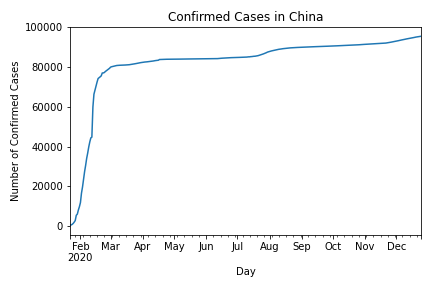 Confirmed Cases in China
100000
80000
60000
40000
20000
0
Number of Confirmed Cases
Feb Mar Apr May Jun Jul Aug Sep Oct Nov Dec
2020
Day